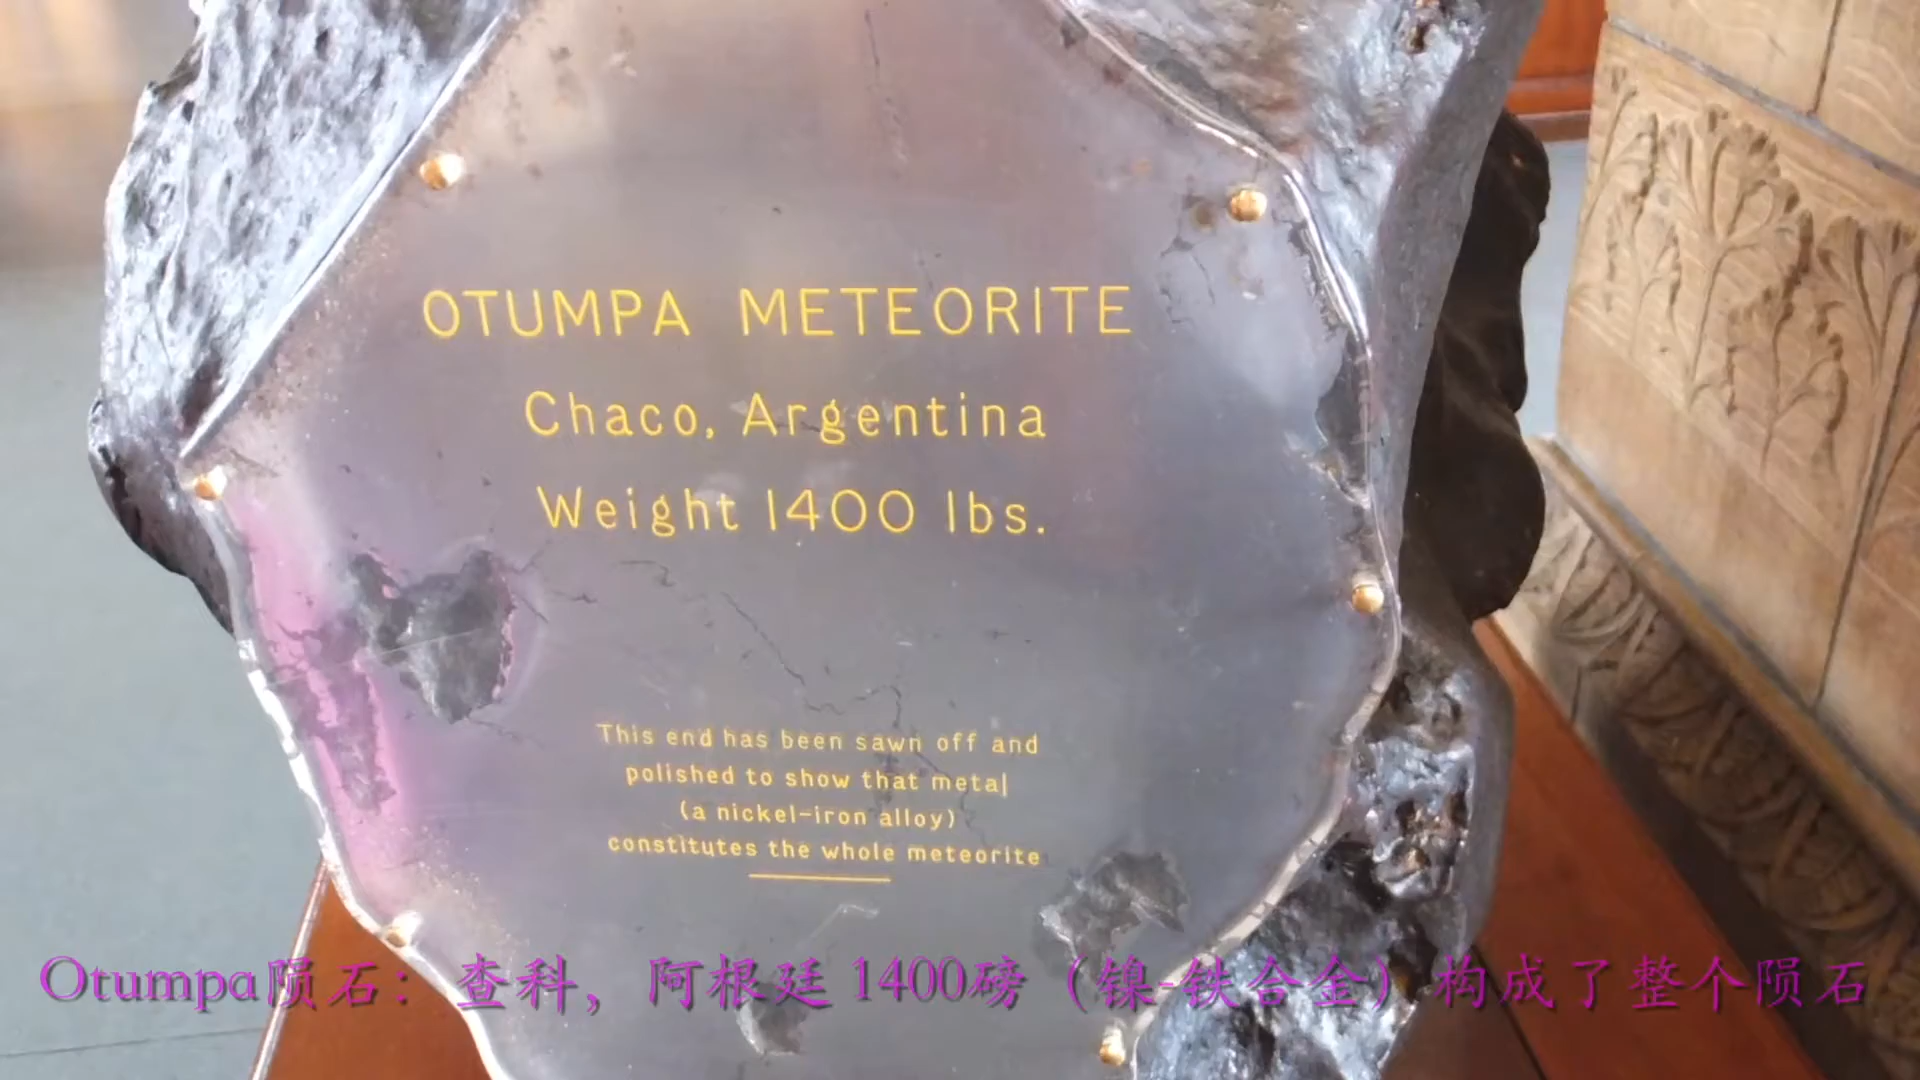 OTUMPA METEORITE
Chaco, Argentina
Weight 1400 lbs.
This end has been sawn off and
polished to show that metal
(a nickel-iron alloy)
constitutes the whole meteorite
Otumpa陨石：查科，阿根廷 1400磅（镍-铁合金）构成了整个陨石